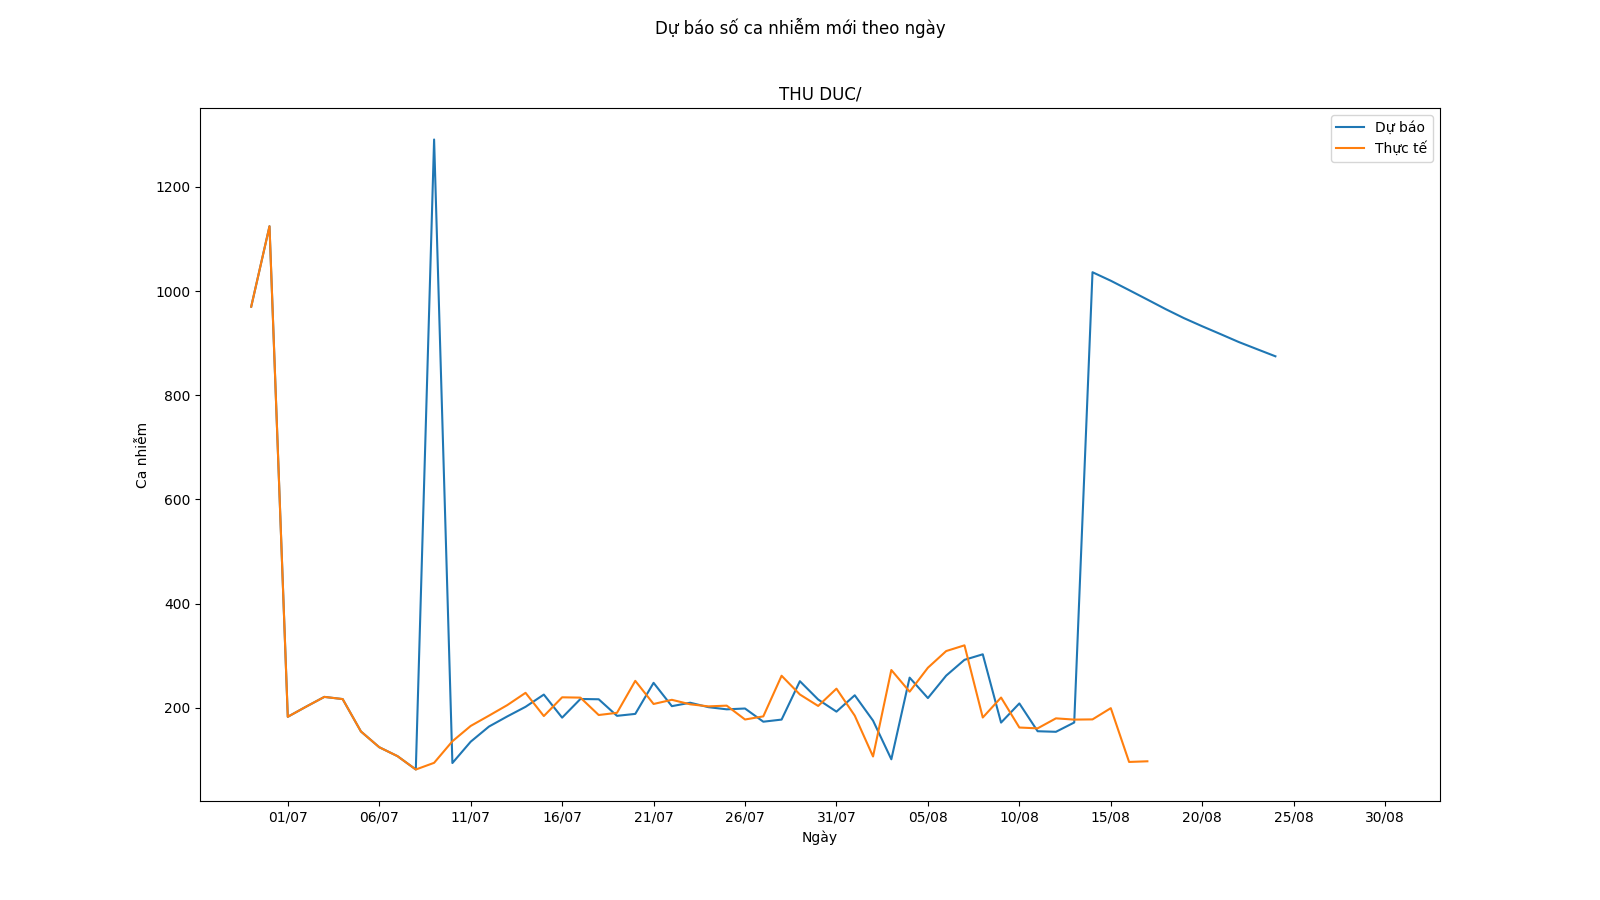 Dự báo số ca nhiễm mới theo ngày
THU DUC/
Dự báo
Thực tế
1200
1000
800
600
400
200
Ca nhiễm
01/07 06/07 11/07 16/07 21/07 26/07 31/07 05/08 10/08 15/08 20/08 25/08 30/08
Ngày